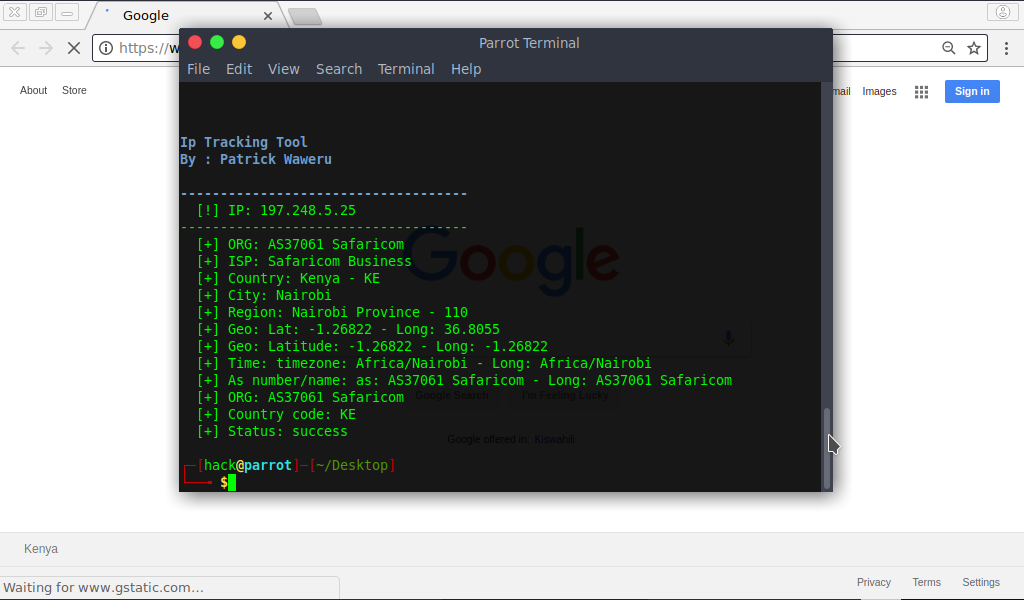 Google
https://w
About
Store
mail
Images
Sign in
Parrot Terminal
File Edit View Search Terminal Help
Ip Tracking Tool
By : Patrick Waweru
------------------------------------
[!] IP: 197.248.5.25
------------------------------------
[+] ORG: AS37061 Safaricom
[+] ISP: Safaricom Business
[+] Country: Kenya - KE
[+] City: Nairobi
[+] Region: Nairobi Province - 110
[+] Geo: Lat: -1.26822 - Long: 36.8055
[+] Geo: Latitude: -1.26822 - Long: -1.26822
[+] Time: timezone: Africa/Nairobi - Long: Africa/Nairobi
[+] As number/name: as: AS37061 Safaricom - Long: AS37061 Safaricom
[+] ORG: AS37061 Safaricom
[+] Country code: KE
[+] Status: success
[hack@parrot]-[~/Desktop]
$
Google
Google Search
I'm Feeling Lucky
Google offered in: Kiswahili
Kenya
Waiting for www.gstatic.com...
Privacy
Terms
Settings